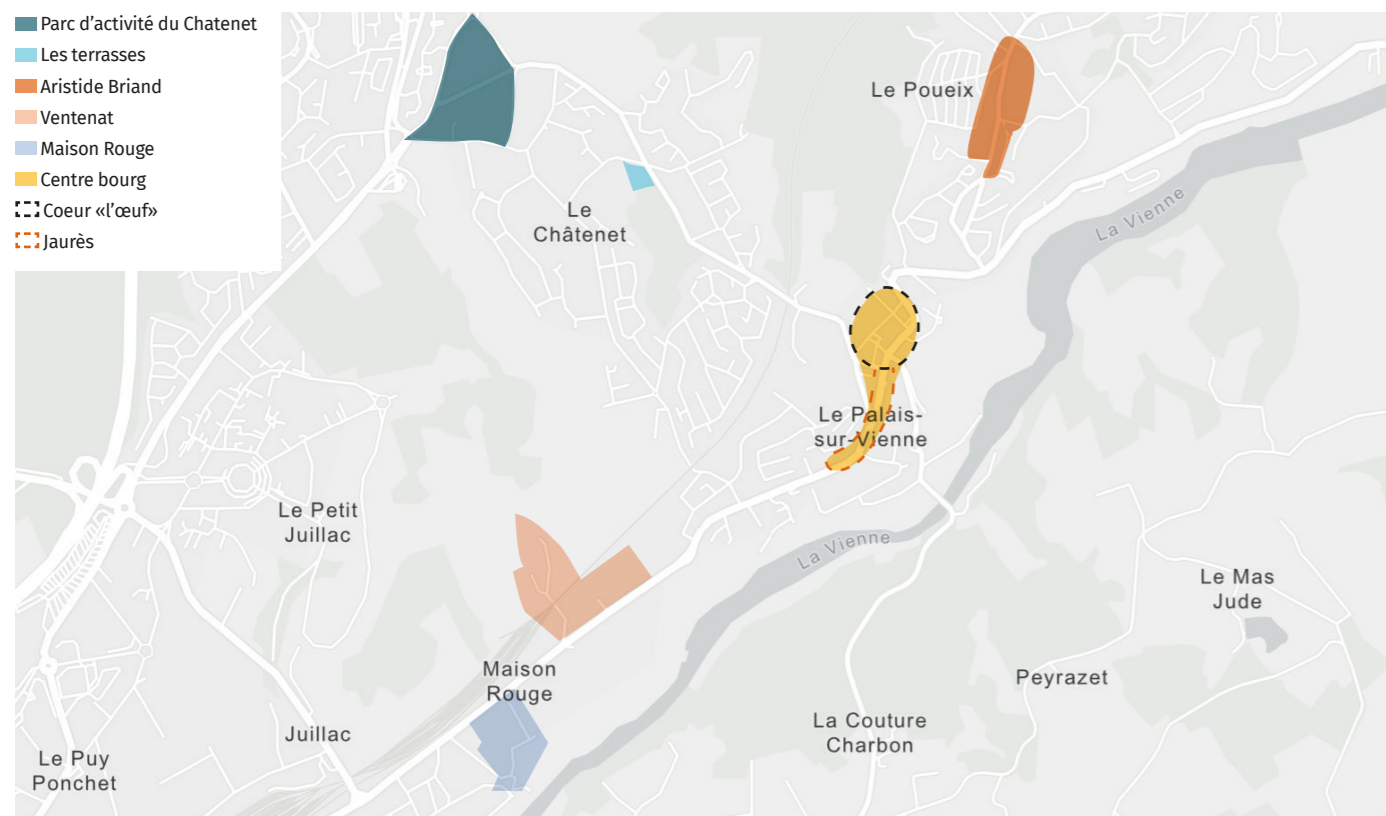 Parc d’activité du Chatenet
Les terrasses
Aristide Briand
Ventenat
Maison Rouge
Centre bourg
Coeur «l’œuf»
Jaurès
Le Poueix
La Vienne
Le
Châtenet
Le Palais-
sur-Vienne
Le Petit
Juillac
La Vienne
Le Mas
Jude
Maison
Rouge
Peyrazet
Juillac
La Couture
Charbon
Le Puy
Ponchet